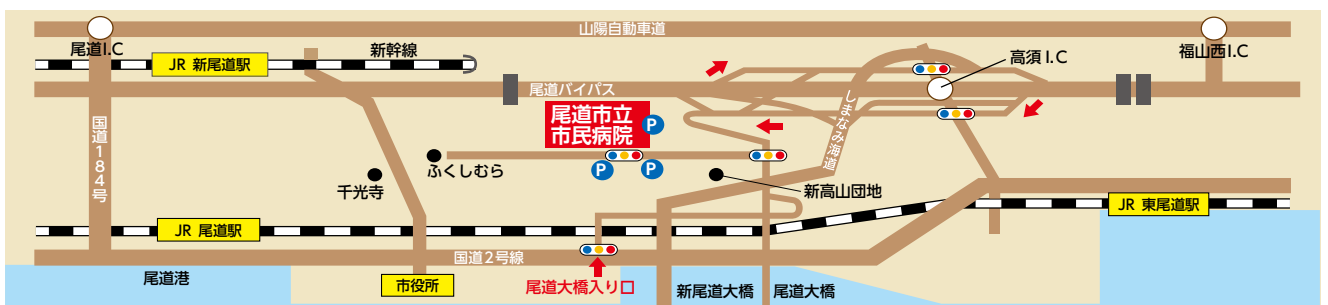 山陽自動車道
尾道I.C
福山西I.C
新幹線
高須I.C
JR 新尾道駅
尾道バイパス
しまなみ海道
尾道市立
市民病院
P
国道184号
P
P
ふくしむら
千光寺
新高山団地
JR 東尾道駅
JR 尾道駅
国道2号線
尾道港
市役所
尾道大橋入り口
新尾道大橋
尾道大橋